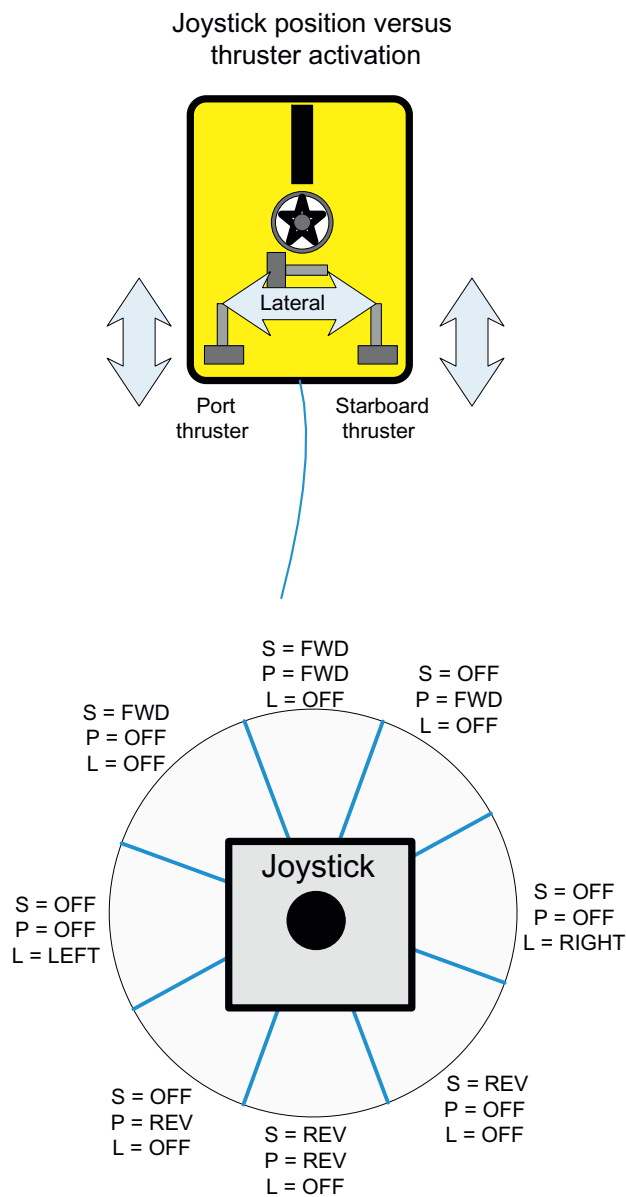 Joystick position versus
thruster activation
Lateral
Port
thruster
Starboard
thruster
S = FWD
P = FWD
L = OFF
S = OFF
P = FWD
L = OFF
S = FWD
P = OFF
L = OFF
Joystick
S = OFF
P = OFF
L = LEFT
S = OFF
P = OFF
L = RIGHT
S = OFF
P = REV
L = OFF
S = REV
P = REV
L = OFF
S = REV
P = OFF
L = OFF